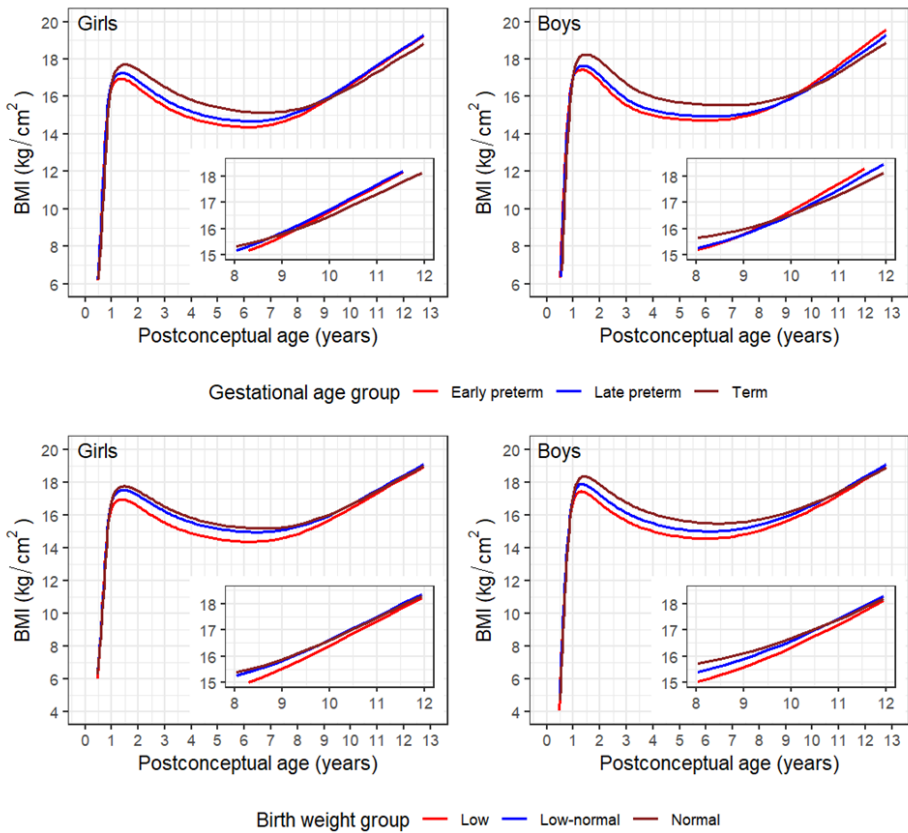 Girls
BMI (kg/cm²)
20
18
16
14
12
10
8
6
18
17
16
15
8 9 10 11 12
0 1 2 3 4 5 6 7 8 9 10 11 12 13
Postconceptual age (years)
Boys
BMI (kg/cm²)
20
18
16
14
12
10
8
6
18
17
16
15
8 9 10 11 12
0 1 2 3 4 5 6 7 8 9 10 11 12 13
Postconceptual age (years)
Gestational age group Early preterm Late preterm Term
Girls
BMI (kg/cm²)
20
18
16
14
12
10
8
6
4
18
17
16
15
8 9 10 11 12
0 1 2 3 4 5 6 7 8 9 10 11 12 13
Postconceptual age (years)
Boys
BMI (kg/cm²)
20
18
16
14
12
10
8
6
4
18
17
16
15
8 9 10 11 12
0 1 2 3 4 5 6 7 8 9 10 11 12 13
Postconceptual age (years)
Birth weight group Low Low-normal Normal